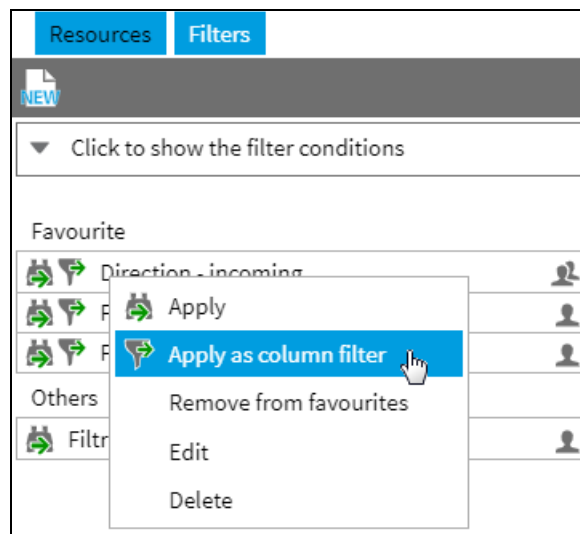 Resources Filters
NEW
Click to show the filter conditions
Favourite
Direction - incoming
Apply
Apply as column filter
Others
Remove from favourites
Filtr
Edit
Delete